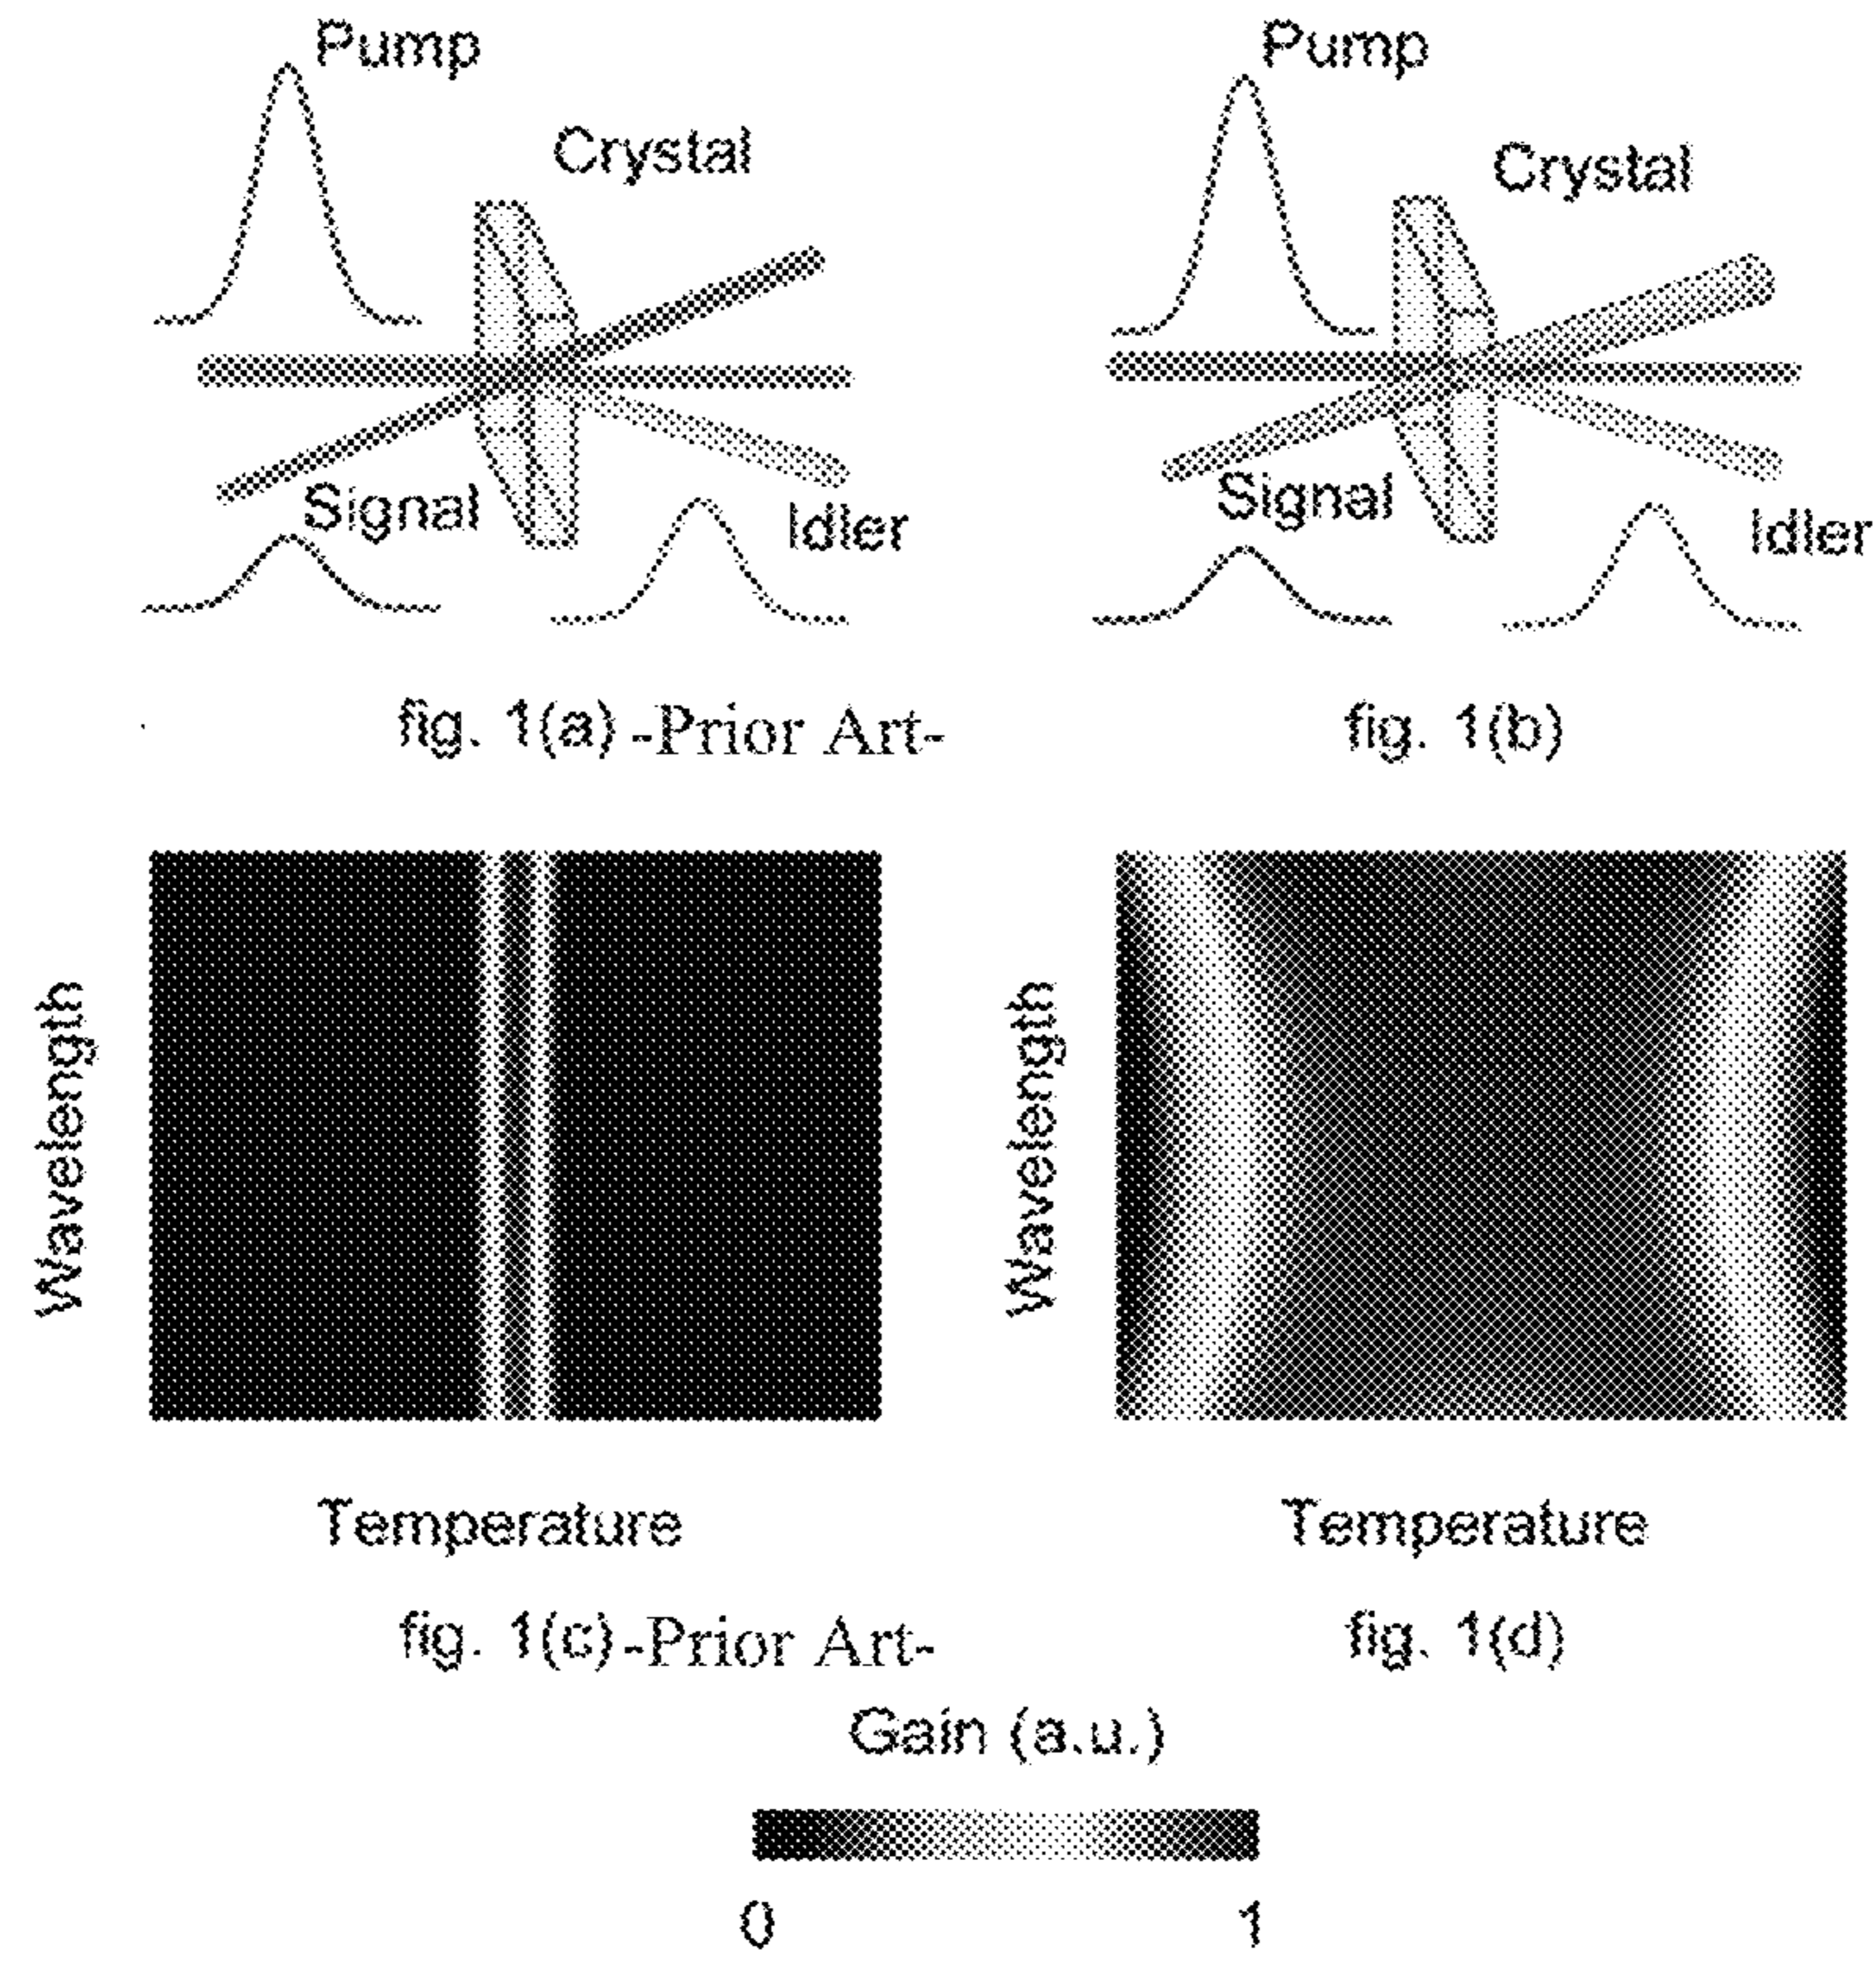 Pump
Crystal
Signal
Idler
fig. 1(a) -Prior Art-
Pump
Crystal
Signal
Idler
fig. 1(b)
Wavelength
Temperature
fig. 1(c) -Prior Art-
Wavelength
Temperature
fig. 1(d)
Gain (a.u.)
0 1